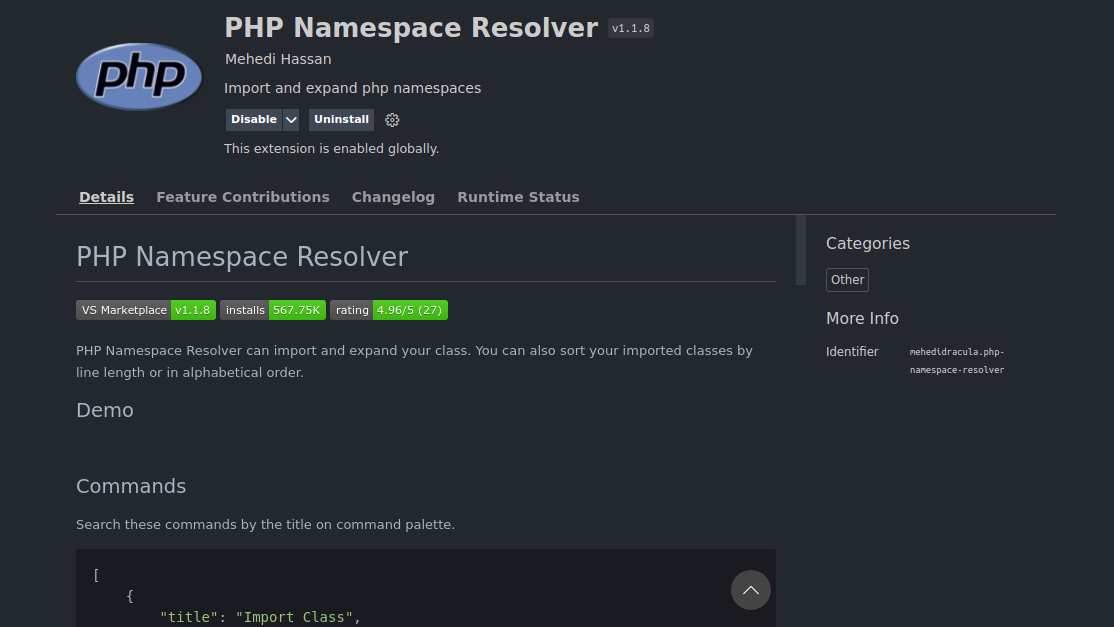 php
PHP Namespace Resolver v1.1.8
Mehedi Hassan
Import and expand php namespaces
Disable Uninstall
This extension is enabled globally.
Details Feature Contributions Changelog Runtime Status
PHP Namespace Resolver
VS Marketplace v1.1.8 installs 567.75K rating 4.96/5 (27)
PHP Namespace Resolver can import and expand your class. You can also sort your imported classes by
line length or in alphabetical order.
Demo
Commands
Search these commands by the title on command palette.
[
{
"title": "Import Class",
Categories
Other
More Info
Identifier mehedidracula.php-
namespace-resolver